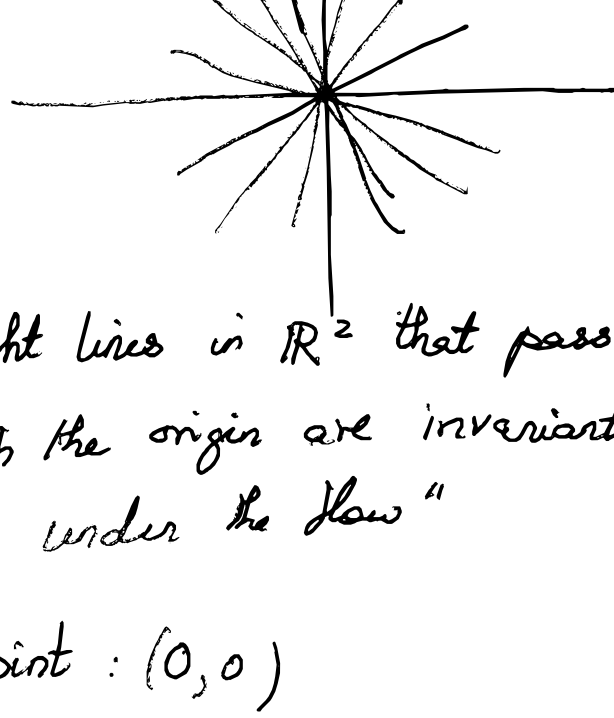 ht lines in ℝ² that pass
h the origin are invariant
under the flow"
oint : (0,0)